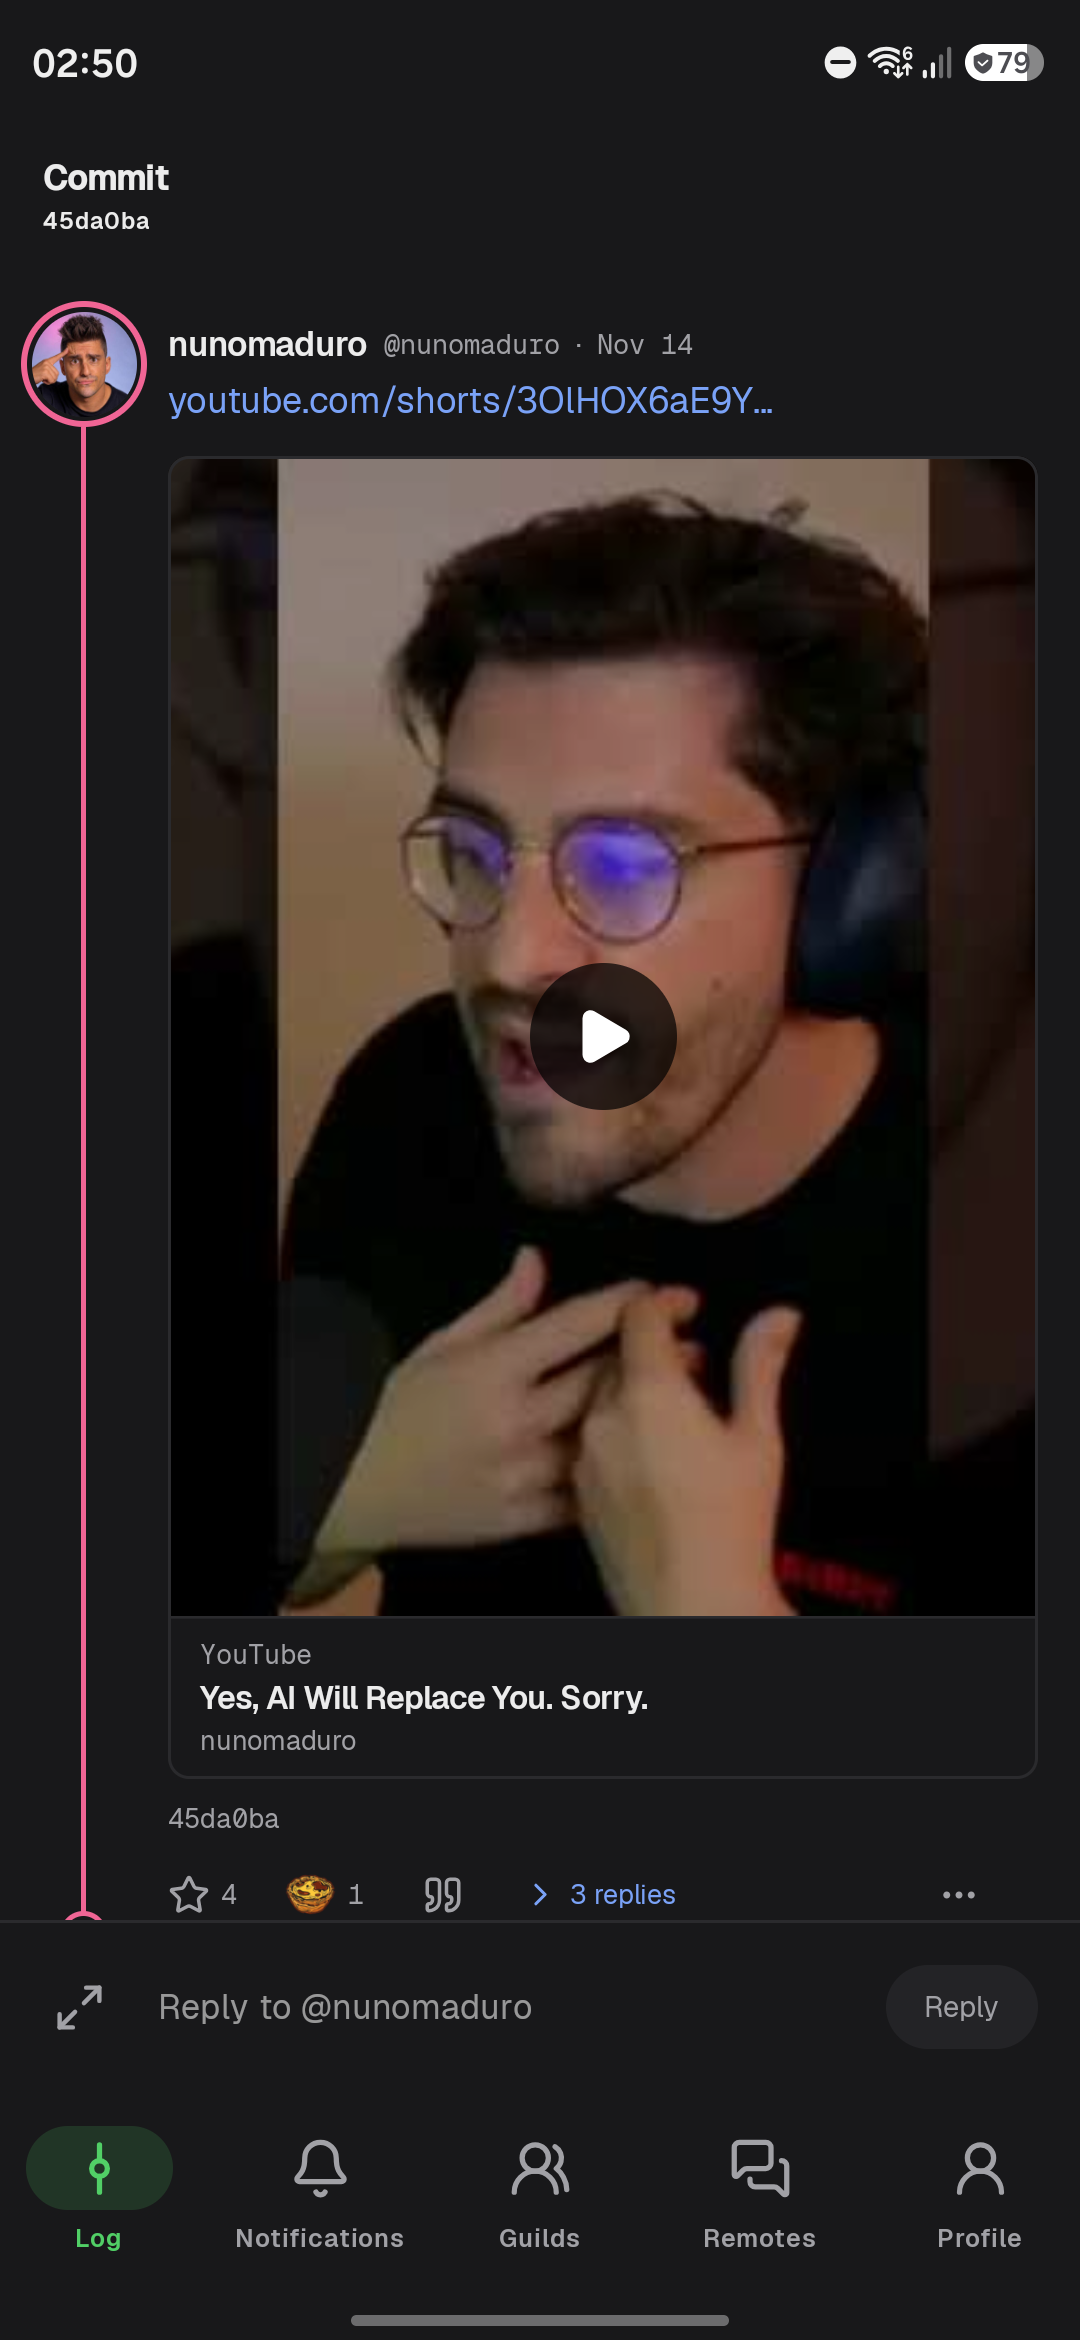 02:50
6
79
Commit
45da0ba
nunomaduro @nunomaduro · Nov 14
youtube.com/shorts/3OlHOX6aE9Y...
YouTube
Yes, AI Will Replace You. Sorry.
nunomaduro
45da0ba
4 1 3 replies
Reply to @nunomaduro
Reply
Log
Notifications
Guilds
Remotes
Profile